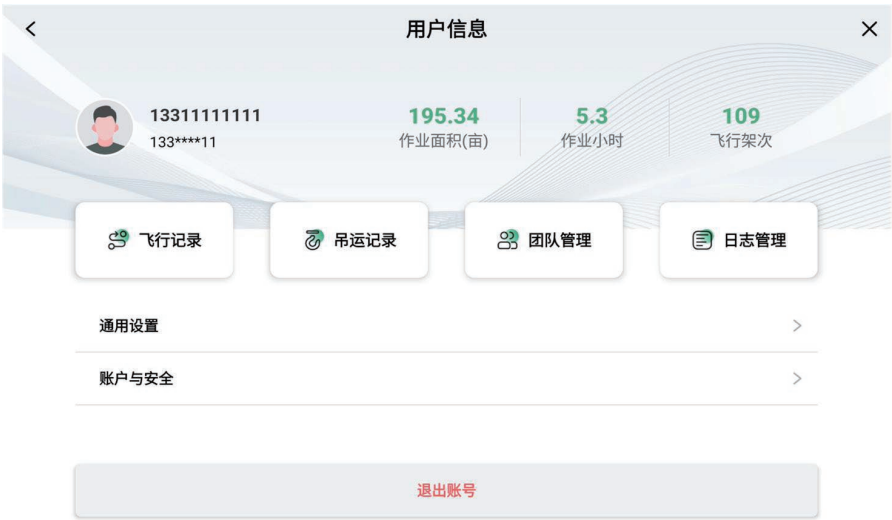 用户信息
13311111111
133****11
195.34
作业面积(亩)
5.3
作业小时
109
飞行架次
飞行记录
吊运记录
团队管理
日志管理
通用设置
账户与安全
退出账号